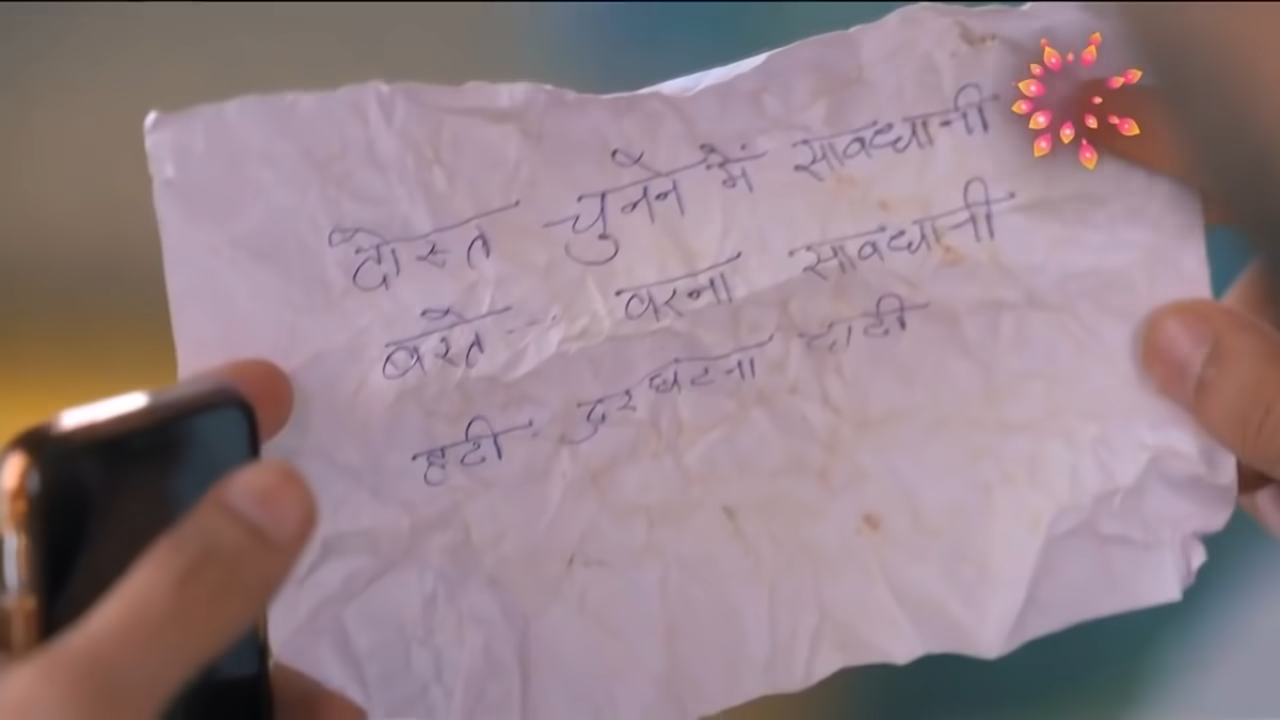 दोस्त चुनने में सावधानी
बरते... वरना सावधानी
हटी दुरघटना घटी